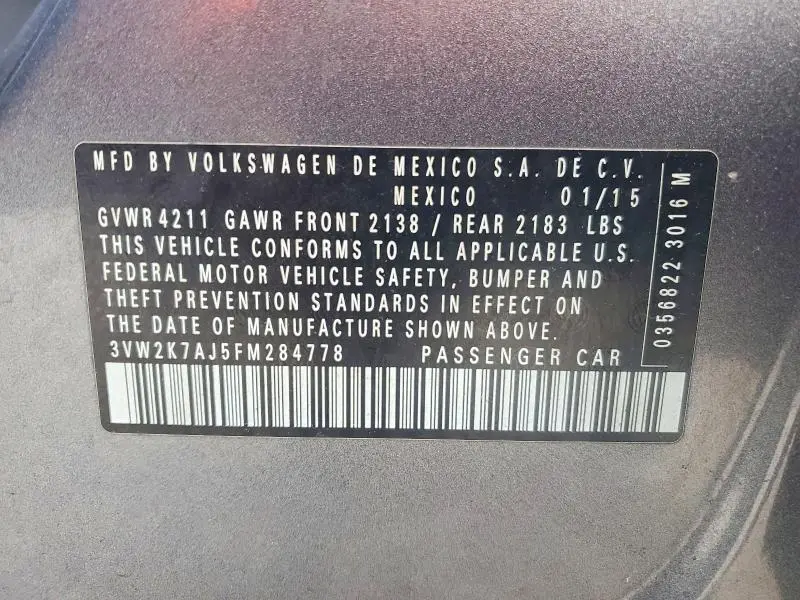 MFD BY VOLKSWAGEN DE MEXICO S.A. DE C.V.
MEXICO 01/15
GVWR 4211 GAWR FRONT 2138 / REAR 2183 LBS
THIS VEHICLE CONFORMS TO ALL APPLICABLE U.S.
FEDERAL MOTOR VEHICLE SAFETY, BUMPER AND
THEFT PREVENTION STANDARDS IN EFFECT ON
THE DATE OF MANUFACTURE SHOWN ABOVE.
3VW2K7AJ5FM284778 PASSENGER CAR
0356822 3016 M